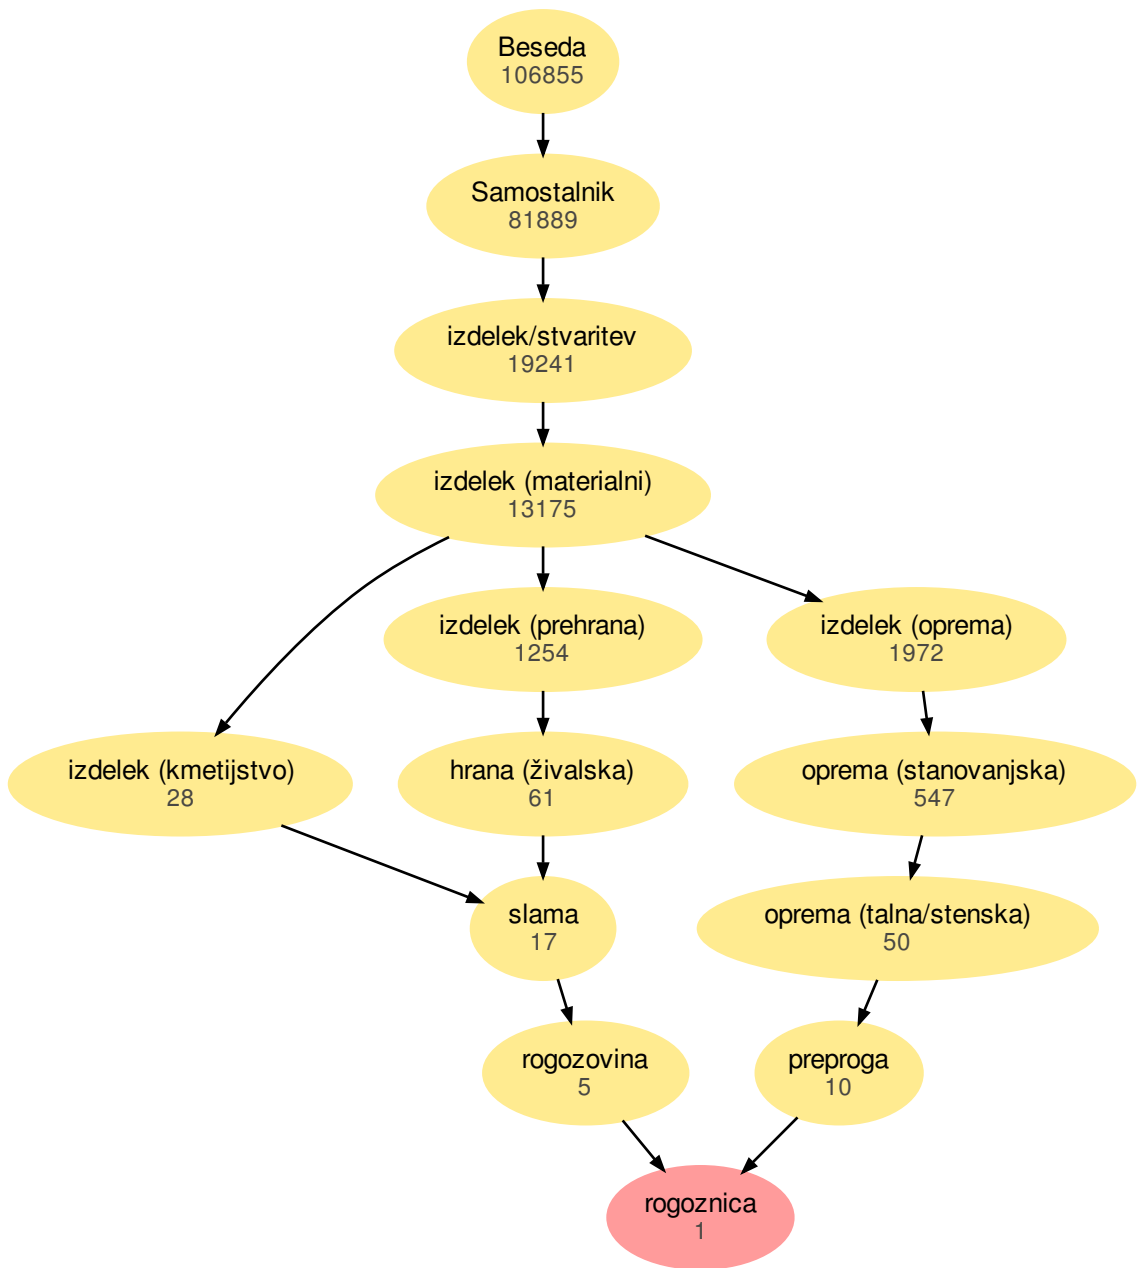 Beseda
106855
Samostalnik
81889
izdelek/stvaritev
19241
izdelek (materialni)
13175
izdelek (prehrana)
1254
izdelek (oprema)
1972
izdelek (kmetijstvo)
28
hrana (živalska)
61
oprema (stanovanjska)
547
slama
17
oprema (talna/stenska)
50
rogozovina
5
preproga
10
rogoznica
1